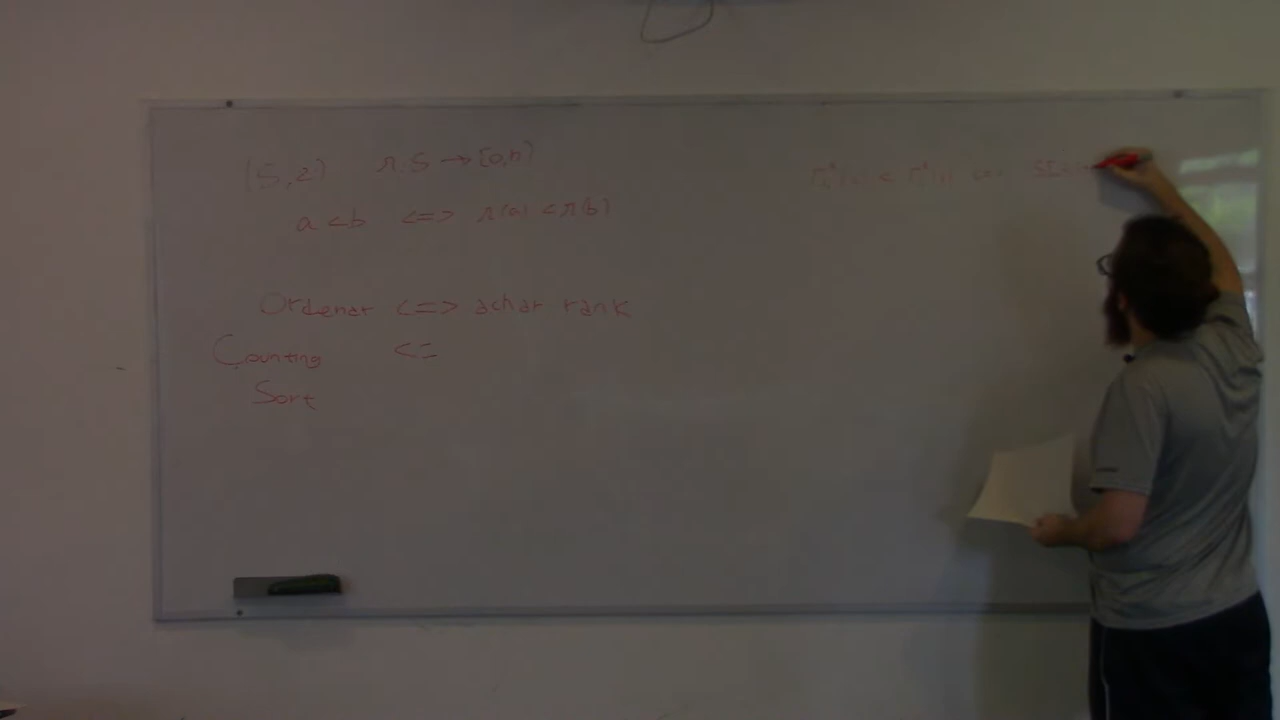 (S, <) r: S → [0,n)
a < b <=> r(a) < r(b)
Ordenar <=> achar rank
Counting <=
Sort